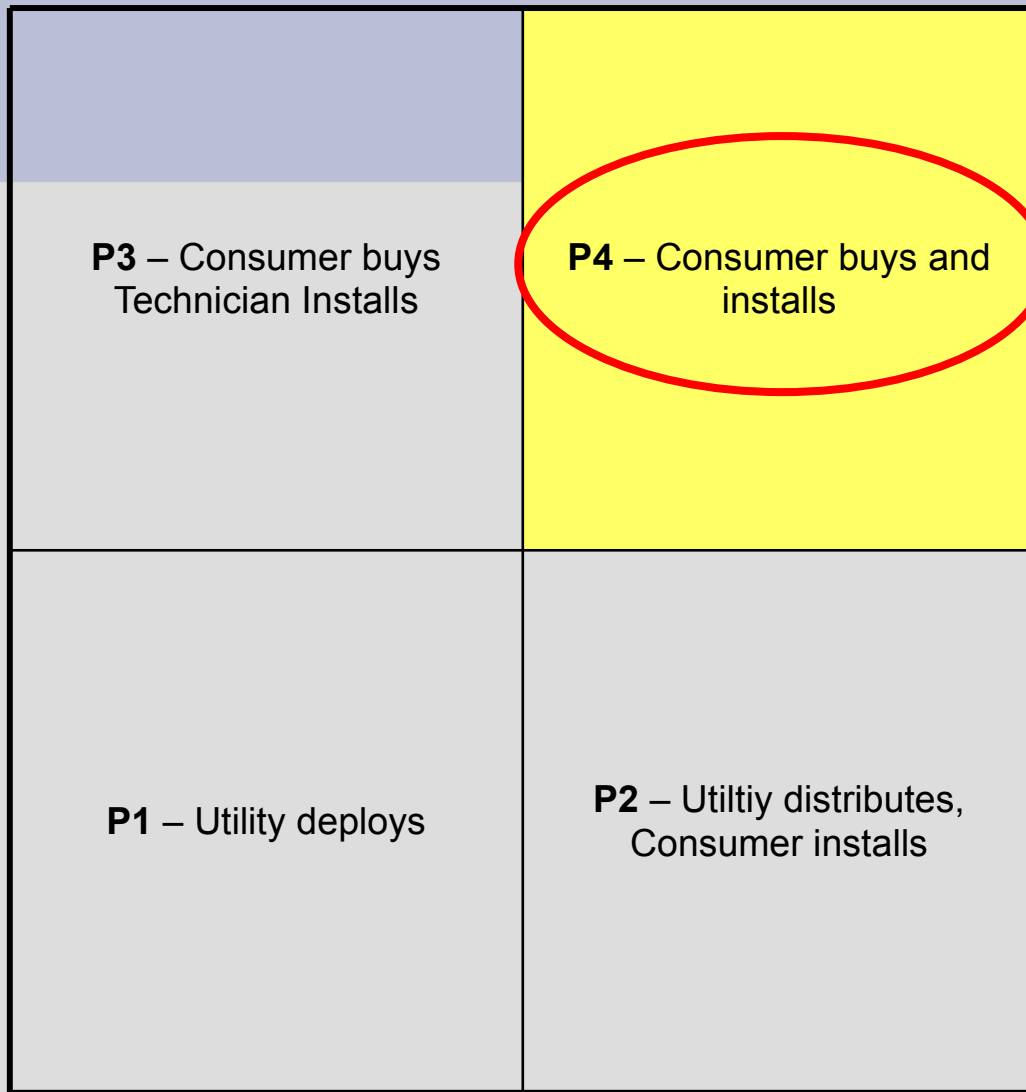 P3 – Consumer buys
Technician Installs
P4 – Consumer buys and
installs
P1 – Utility deploys
P2 – Utiltiy distributes,
Consumer installs